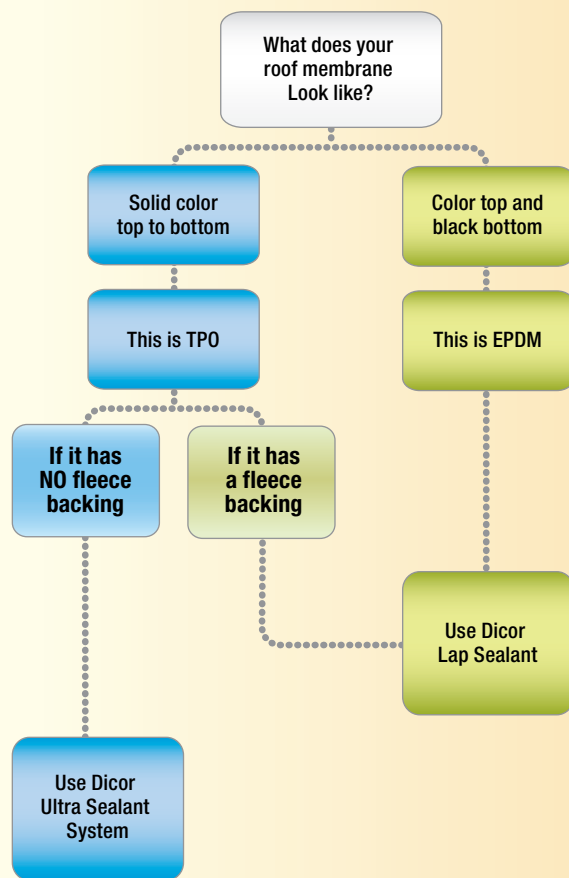 What does your
roof membrane
Look like?
Solid color
top to bottom
Color top and
black bottom
This is TPO
This is EPDM
If it has
NO fleece
backing
If it has
a fleece
backing
Use Dicor
Lap Sealant
Use Dicor
Ultra Sealant
System